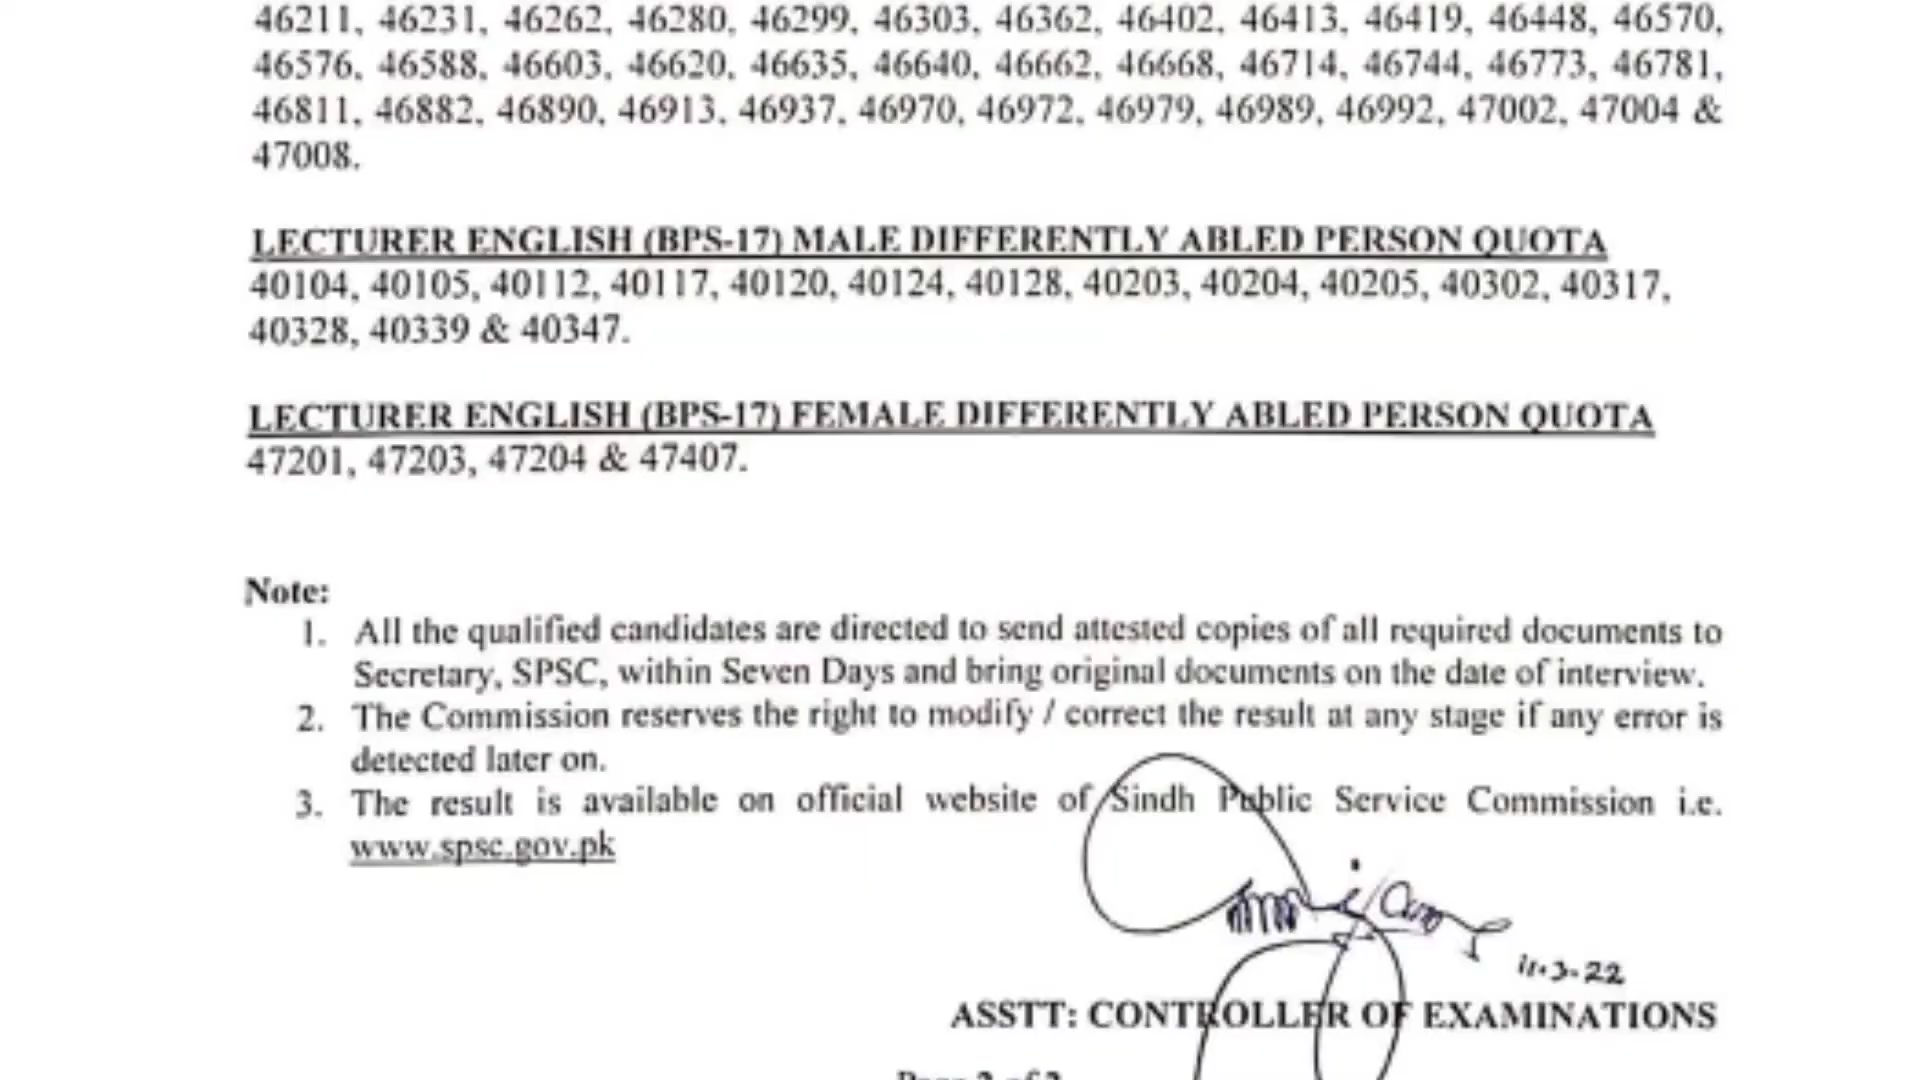 46211, 46231, 46262, 46280, 46299, 46303, 46362, 46402, 46413, 46419, 46448, 46570,
46576, 46588, 46603, 46620, 46635, 46640, 46662, 46668, 46714, 46744, 46773, 46781,
46811, 46882, 46890, 46913, 46937, 46970, 46972, 46979, 46989, 46992, 47002, 47004 &
47008.
LECTURER ENGLISH (BPS-17) MALE DIFFERENTLY ABLED PERSON QUOTA
40104, 40105, 40112, 40117, 40120, 40124, 40128, 40203, 40204, 40205, 40302, 40317,
40328, 40339 & 40347.
LECTURER ENGLISH (BPS-17) FEMALE DIFFERENTLY ABLED PERSON QUOTA
47201, 47203, 47204 & 47407.
Note:
1. All the qualified candidates are directed to send attested copies of all required documents to
Secretary, SPSC, within Seven Days and bring original documents on the date of interview.
2. The Commission reserves the right to modify / correct the result at any stage if any error is
detected later on.
3. The result is available on official website of Sindh Public Service Commission i.e.
www.spsc.gov.pk
11.3.22
ASSTT: CONTROLLER OF EXAMINATIONS